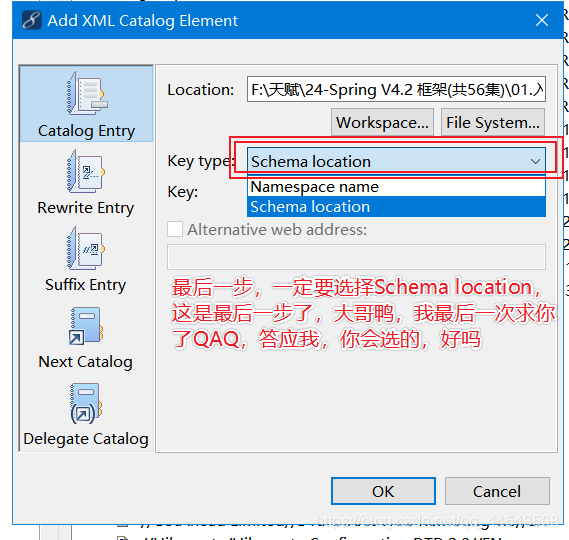 Add XML Catalog Element
Catalog Entry
Rewrite Entry
Suffix Entry
Next Catalog
Delegate Catalog
Location: F:\天赋\24-Spring V4.2 框架(共56集)\01.入
Workspace... File System...
Key type: Schema location
Namespace name
Schema location
Key:
Alternative web address:
最后一步，一定要选择Schema location，
这是最后一步了，大哥鸭，我最后一次求你
了QAQ，答应我，你会选的，好吗
OK Cancel